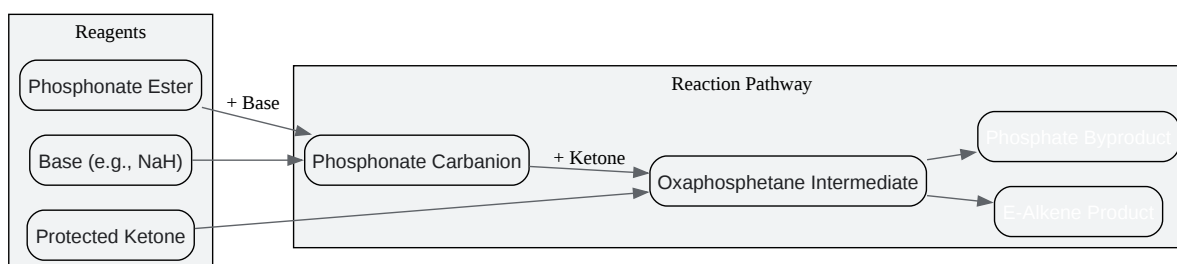 Reagents
Phosphonate Ester
Base (e.g., NaH)
Protected Ketone
+ Base
Reaction Pathway
Phosphonate Carbanion
+ Ketone
Oxaphosphetane Intermediate
Phosphate Byproduct
E-Alkene Product